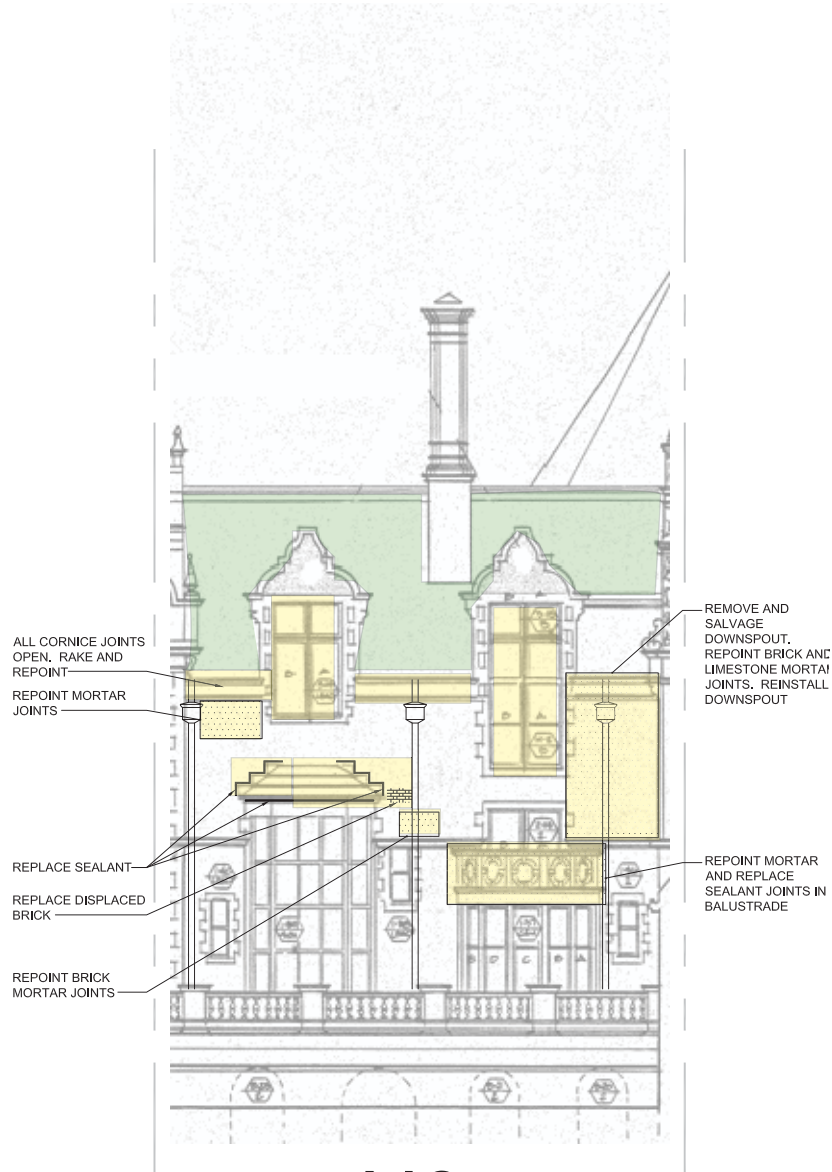 ALL CORNICE JOINTS
OPEN. RAKE AND
REPOINT
REPOINT MORTAR
JOINTS
REPLACE SEALANT
REPLACE DISPLACED
BRICK
REPOINT BRICK
MORTAR JOINTS
REMOVE AND
SALVAGE
DOWNSPOUT.
REPOINT BRICK AND
LIMESTONE MORTAR
JOINTS. REINSTALL
DOWNSPOUT
REPOINT MORTAR
AND REPLACE
SEALANT JOINTS IN
BALUSTRADE
D C D A